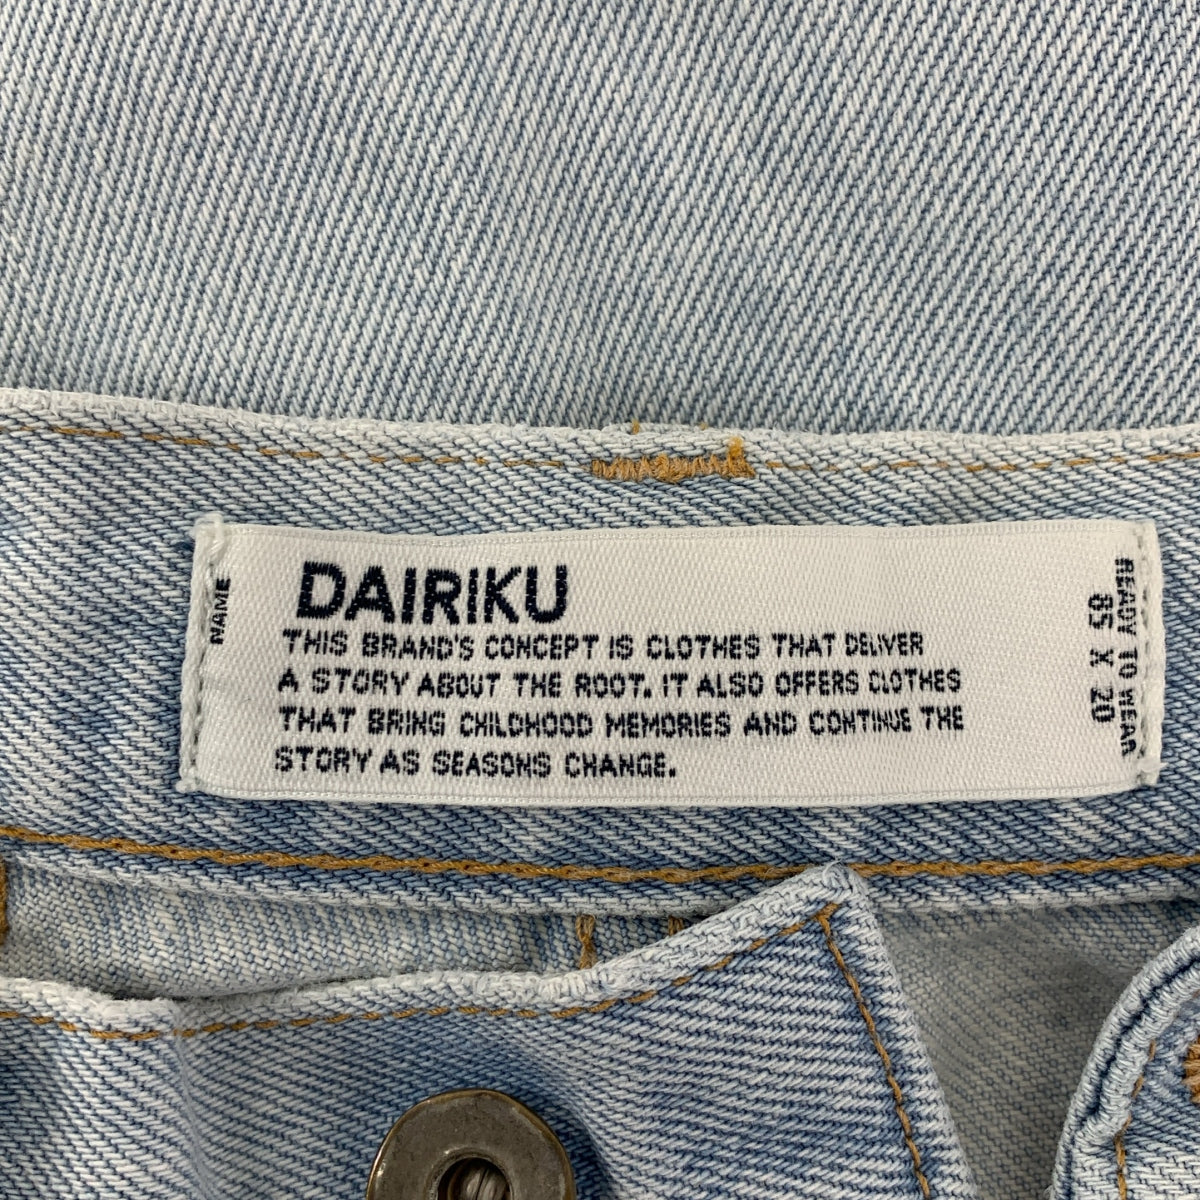 NAME
DAIRIKU
THIS BRAND'S CONCEPT IS CLOTHES THAT DELIVER
A STORY ABOUT THE ROOT. IT ALSO OFFERS CLOTHES
THAT BRING CHILDHOOD MEMORIES AND CONTINUE THE
STORY AS SEASONS CHANGE.
READY TO WEAR
85 X 20